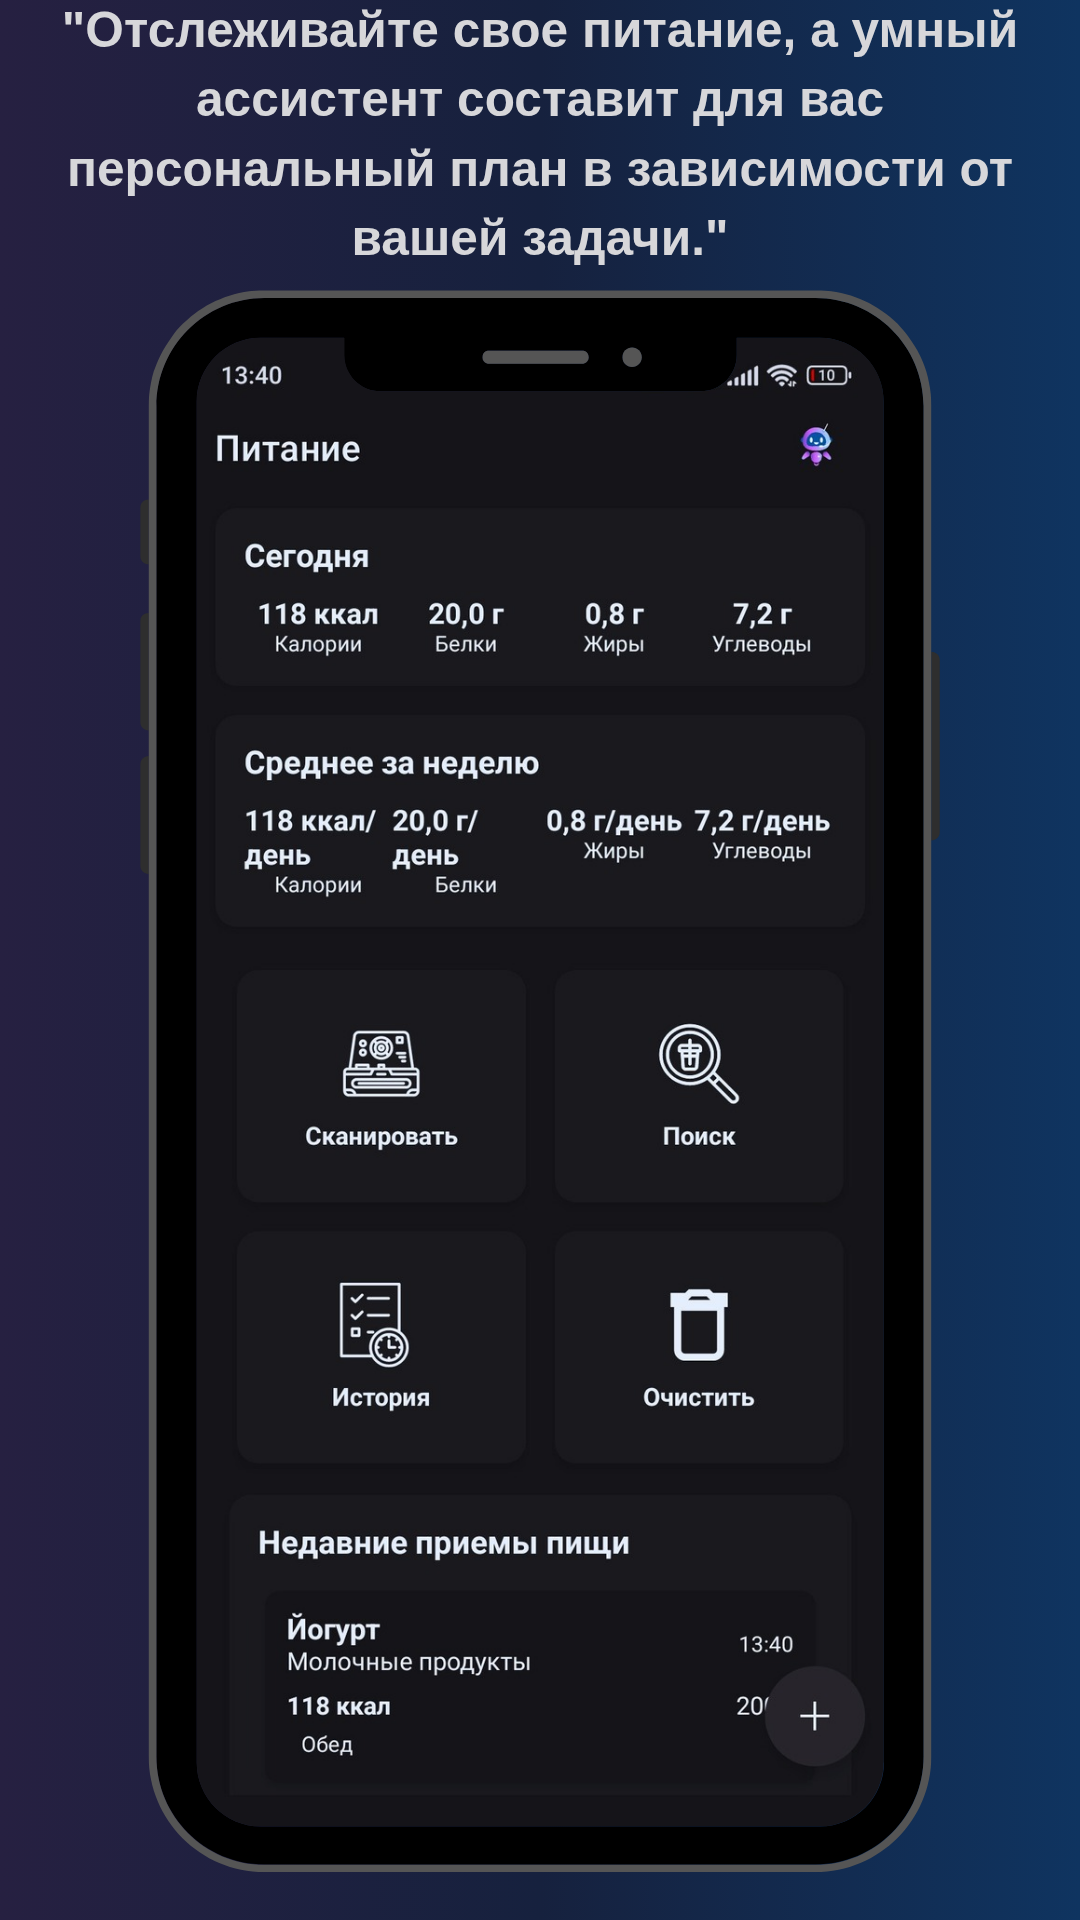 "Отслеживайте свое питание, а умный
ассистент составит для вас
персональный план в зависимости от
вашей задачи."
13:40
10
Питание
Сегодня
118 ккал 20,0 г 0,8 г 7,2 г
Калории Белки Жиры Углеводы
Среднее за неделю
118 ккал/ 20,0 г/ 0,8 г/день 7,2 г/день
день день Жиры Углеводы
Калории Белки
Сканировать Поиск
История Очистить
Недавние приемы пищи
Йогурт
Молочные продукты 13:40
118 ккал
Обед